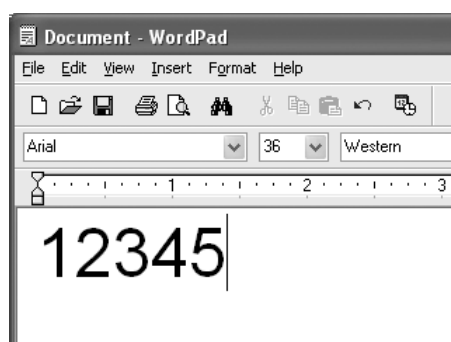 Document - WordPad
File Edit View Insert Format Help
Arial 36 Western
1 2 3
12345